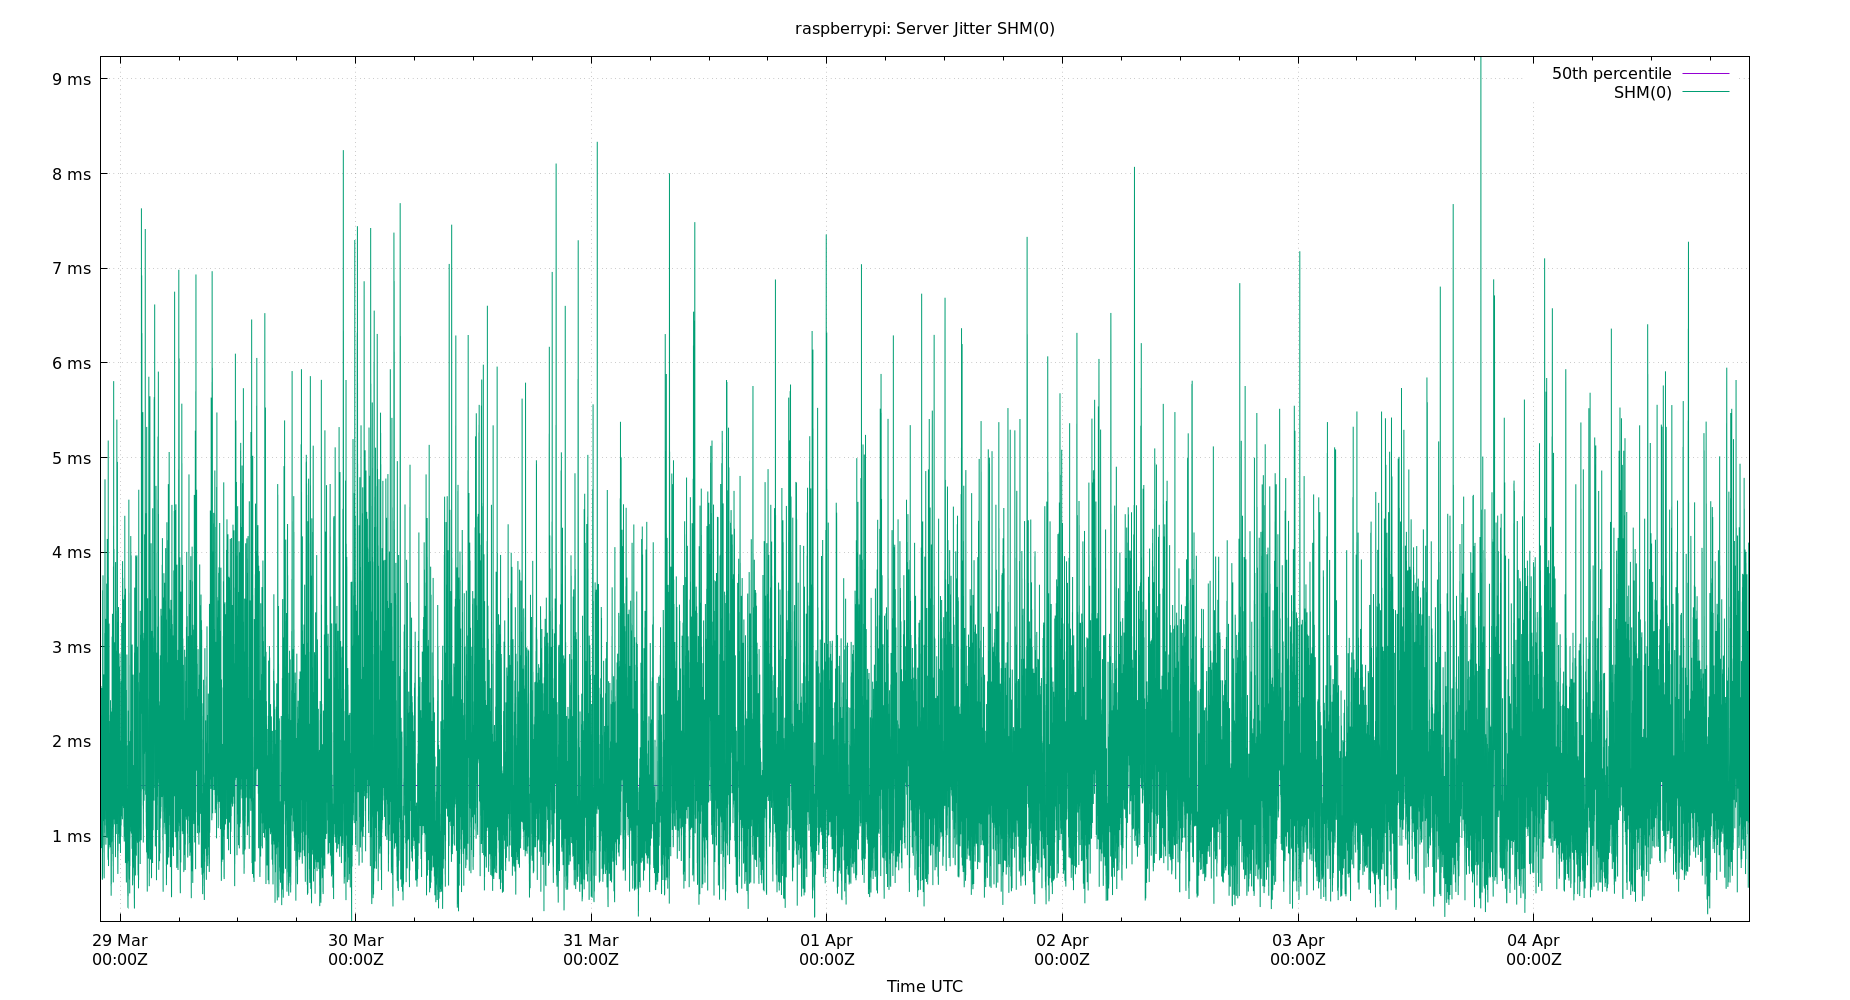 raspberrypi: Server Jitter SHM(0)
50th percentile
SHM(0)
9 ms
8 ms
7 ms
6 ms
5 ms
4 ms
3 ms
2 ms
1 ms
29 Mar 30 Mar 31 Mar 01 Apr 02 Apr 03 Apr 04 Apr
00:00Z 00:00Z 00:00Z 00:00Z 00:00Z 00:00Z 00:00Z
Time UTC